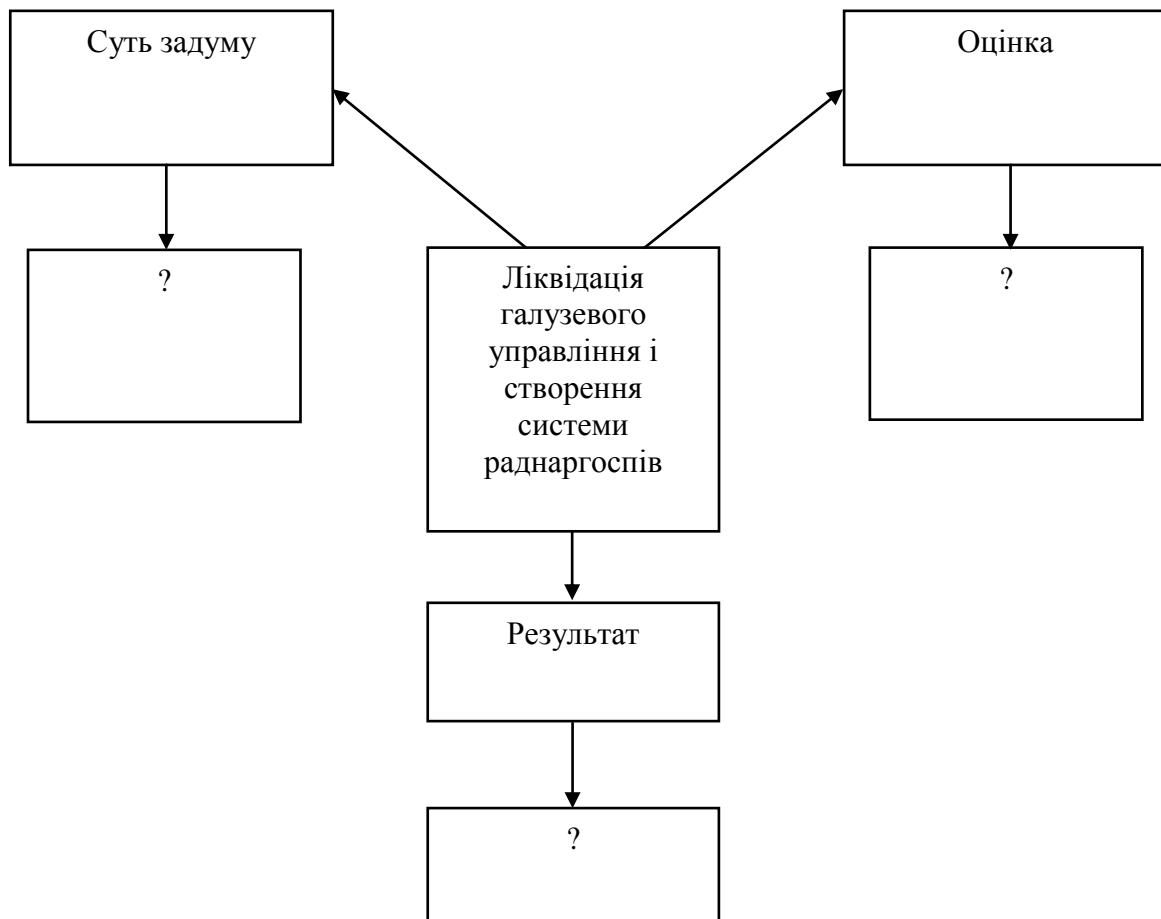 Суть задуму
Оцінка
?
Ліквідація
галузевого
управління і
створення
системи
раднаргоспів
?
Результат
?